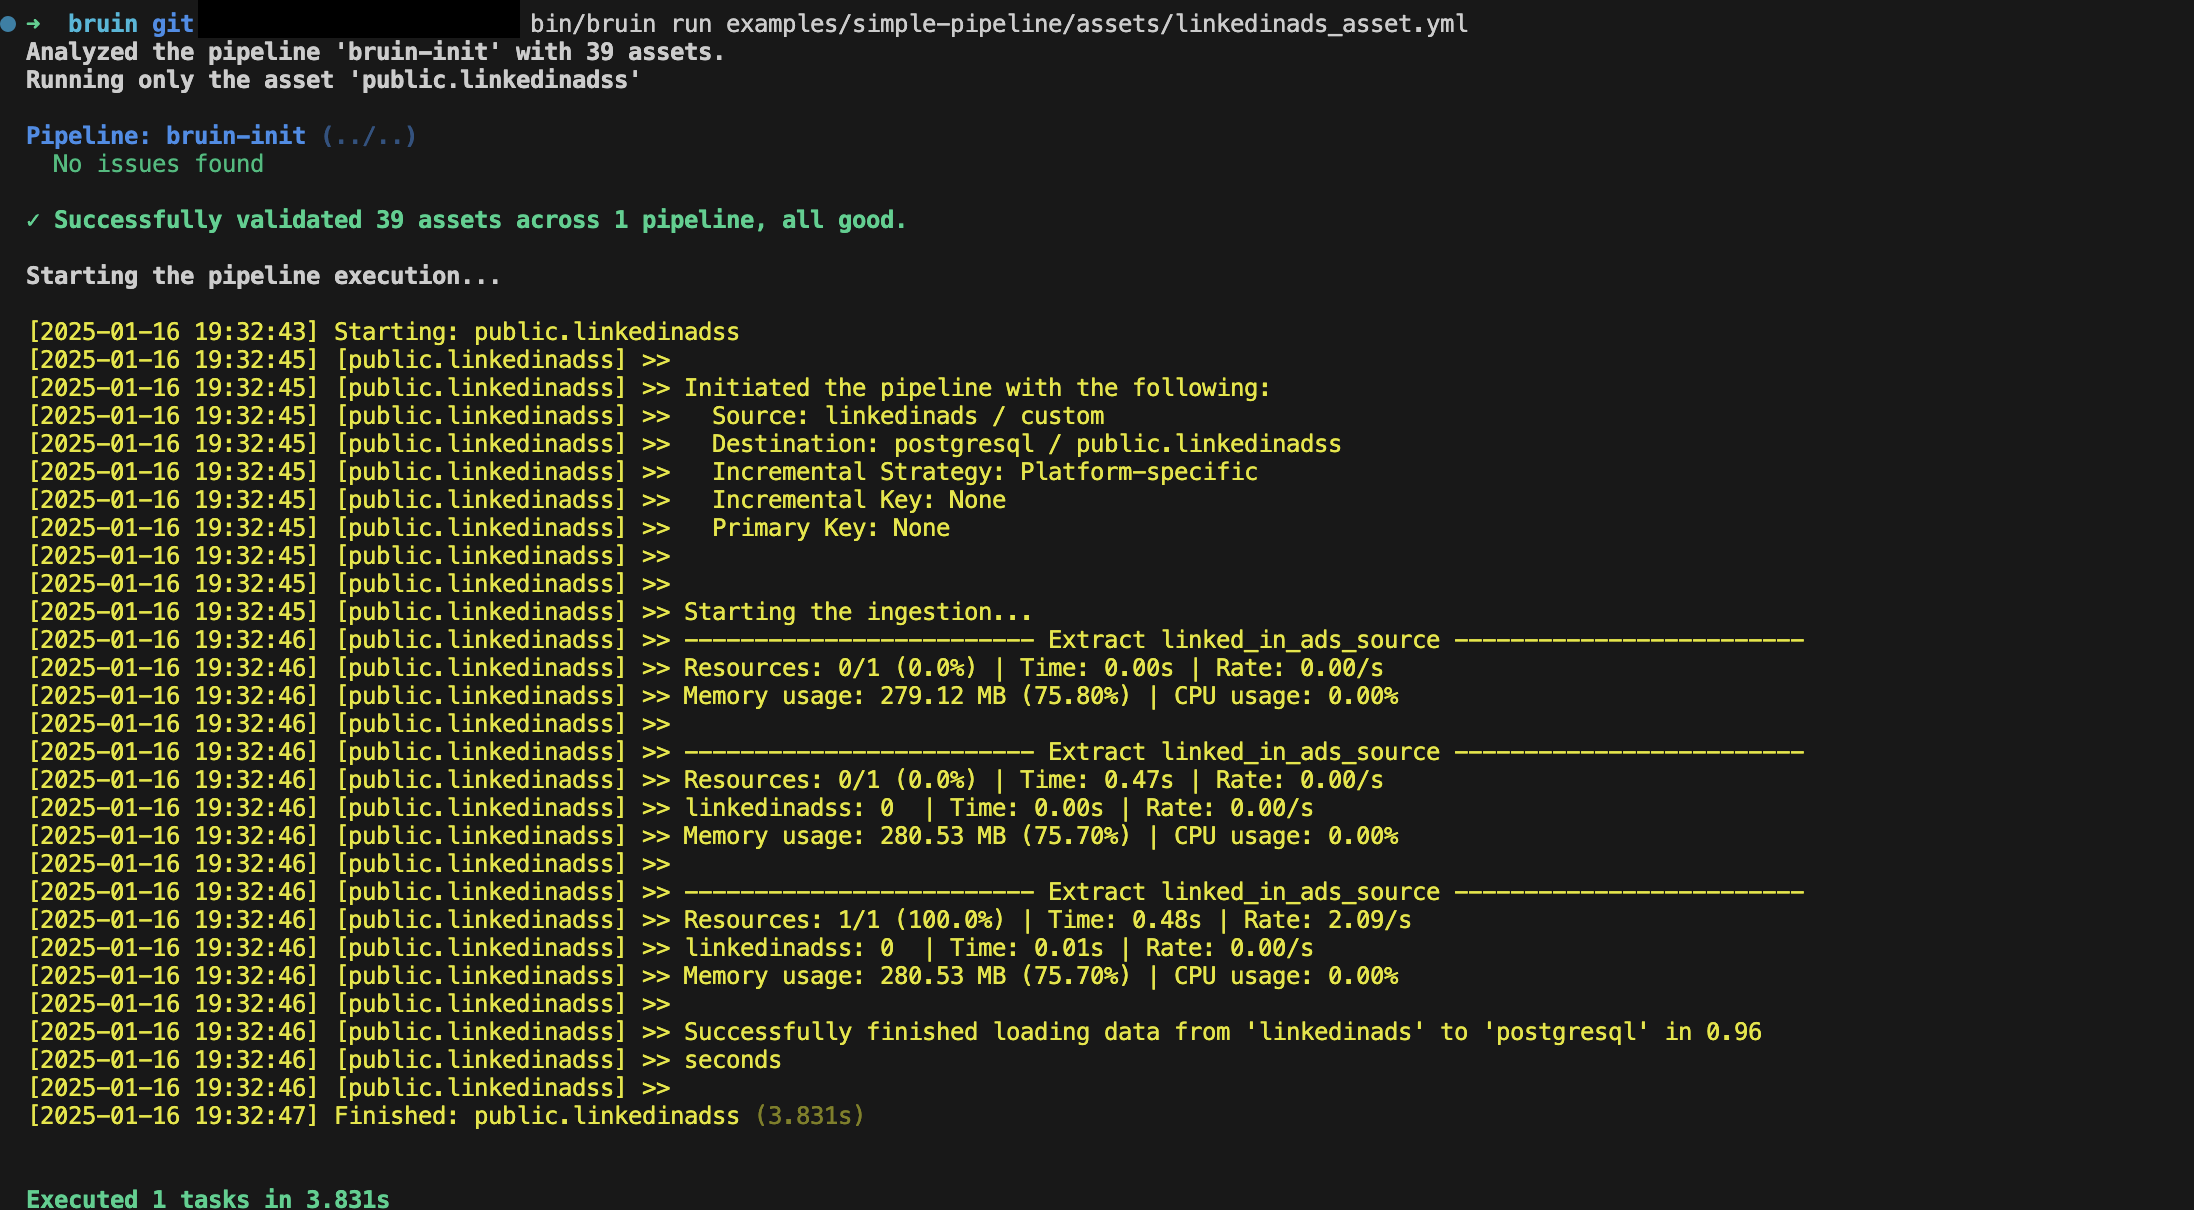 ➜ bruin git bin/bruin run examples/simple-pipeline/assets/linkedinads_asset.yml
Analyzed the pipeline 'bruin-init' with 39 assets.
Running only the asset 'public.linkedinadss'
Pipeline: bruin-init (../..)
No issues found
✓ Successfully validated 39 assets across 1 pipeline, all good.
Starting the pipeline execution...
[2025-01-16 19:32:43] Starting: public.linkedinadss
[2025-01-16 19:32:45] [public.linkedinadss] >>
[2025-01-16 19:32:45] [public.linkedinadss] >> Initiated the pipeline with the following:
[2025-01-16 19:32:45] [public.linkedinadss] >>   Source: linkedinads / custom
[2025-01-16 19:32:45] [public.linkedinadss] >>   Destination: postgresql / public.linkedinadss
[2025-01-16 19:32:45] [public.linkedinadss] >>   Incremental Strategy: Platform-specific
[2025-01-16 19:32:45] [public.linkedinadss] >>   Incremental Key: None
[2025-01-16 19:32:45] [public.linkedinadss] >>   Primary Key: None
[2025-01-16 19:32:45] [public.linkedinadss] >>
[2025-01-16 19:32:45] [public.linkedinadss] >>
[2025-01-16 19:32:45] [public.linkedinadss] >> Starting the ingestion...
[2025-01-16 19:32:46] [public.linkedinadss] >> ------------------------- Extract linked_in_ads_source -------------------------
[2025-01-16 19:32:46] [public.linkedinadss] >> Resources: 0/1 (0.0%) | Time: 0.00s | Rate: 0.00/s
[2025-01-16 19:32:46] [public.linkedinadss] >> Memory usage: 279.12 MB (75.80%) | CPU usage: 0.00%
[2025-01-16 19:32:46] [public.linkedinadss] >>
[2025-01-16 19:32:46] [public.linkedinadss] >> ------------------------- Extract linked_in_ads_source -------------------------
[2025-01-16 19:32:46] [public.linkedinadss] >> Resources: 0/1 (0.0%) | Time: 0.47s | Rate: 0.00/s
[2025-01-16 19:32:46] [public.linkedinadss] >> linkedinadss: 0  | Time: 0.00s | Rate: 0.00/s
[2025-01-16 19:32:46] [public.linkedinadss] >> Memory usage: 280.53 MB (75.70%) | CPU usage: 0.00%
[2025-01-16 19:32:46] [public.linkedinadss] >>
[2025-01-16 19:32:46] [public.linkedinadss] >> ------------------------- Extract linked_in_ads_source -------------------------
[2025-01-16 19:32:46] [public.linkedinadss] >> Resources: 1/1 (100.0%) | Time: 0.48s | Rate: 2.09/s
[2025-01-16 19:32:46] [public.linkedinadss] >> linkedinadss: 0  | Time: 0.01s | Rate: 0.00/s
[2025-01-16 19:32:46] [public.linkedinadss] >> Memory usage: 280.53 MB (75.70%) | CPU usage: 0.00%
[2025-01-16 19:32:46] [public.linkedinadss] >>
[2025-01-16 19:32:46] [public.linkedinadss] >> Successfully finished loading data from 'linkedinads' to 'postgresql' in 0.96
[2025-01-16 19:32:46] [public.linkedinadss] >> seconds
[2025-01-16 19:32:46] [public.linkedinadss] >>
[2025-01-16 19:32:47] Finished: public.linkedinadss (3.831s)
Executed 1 tasks in 3.831s